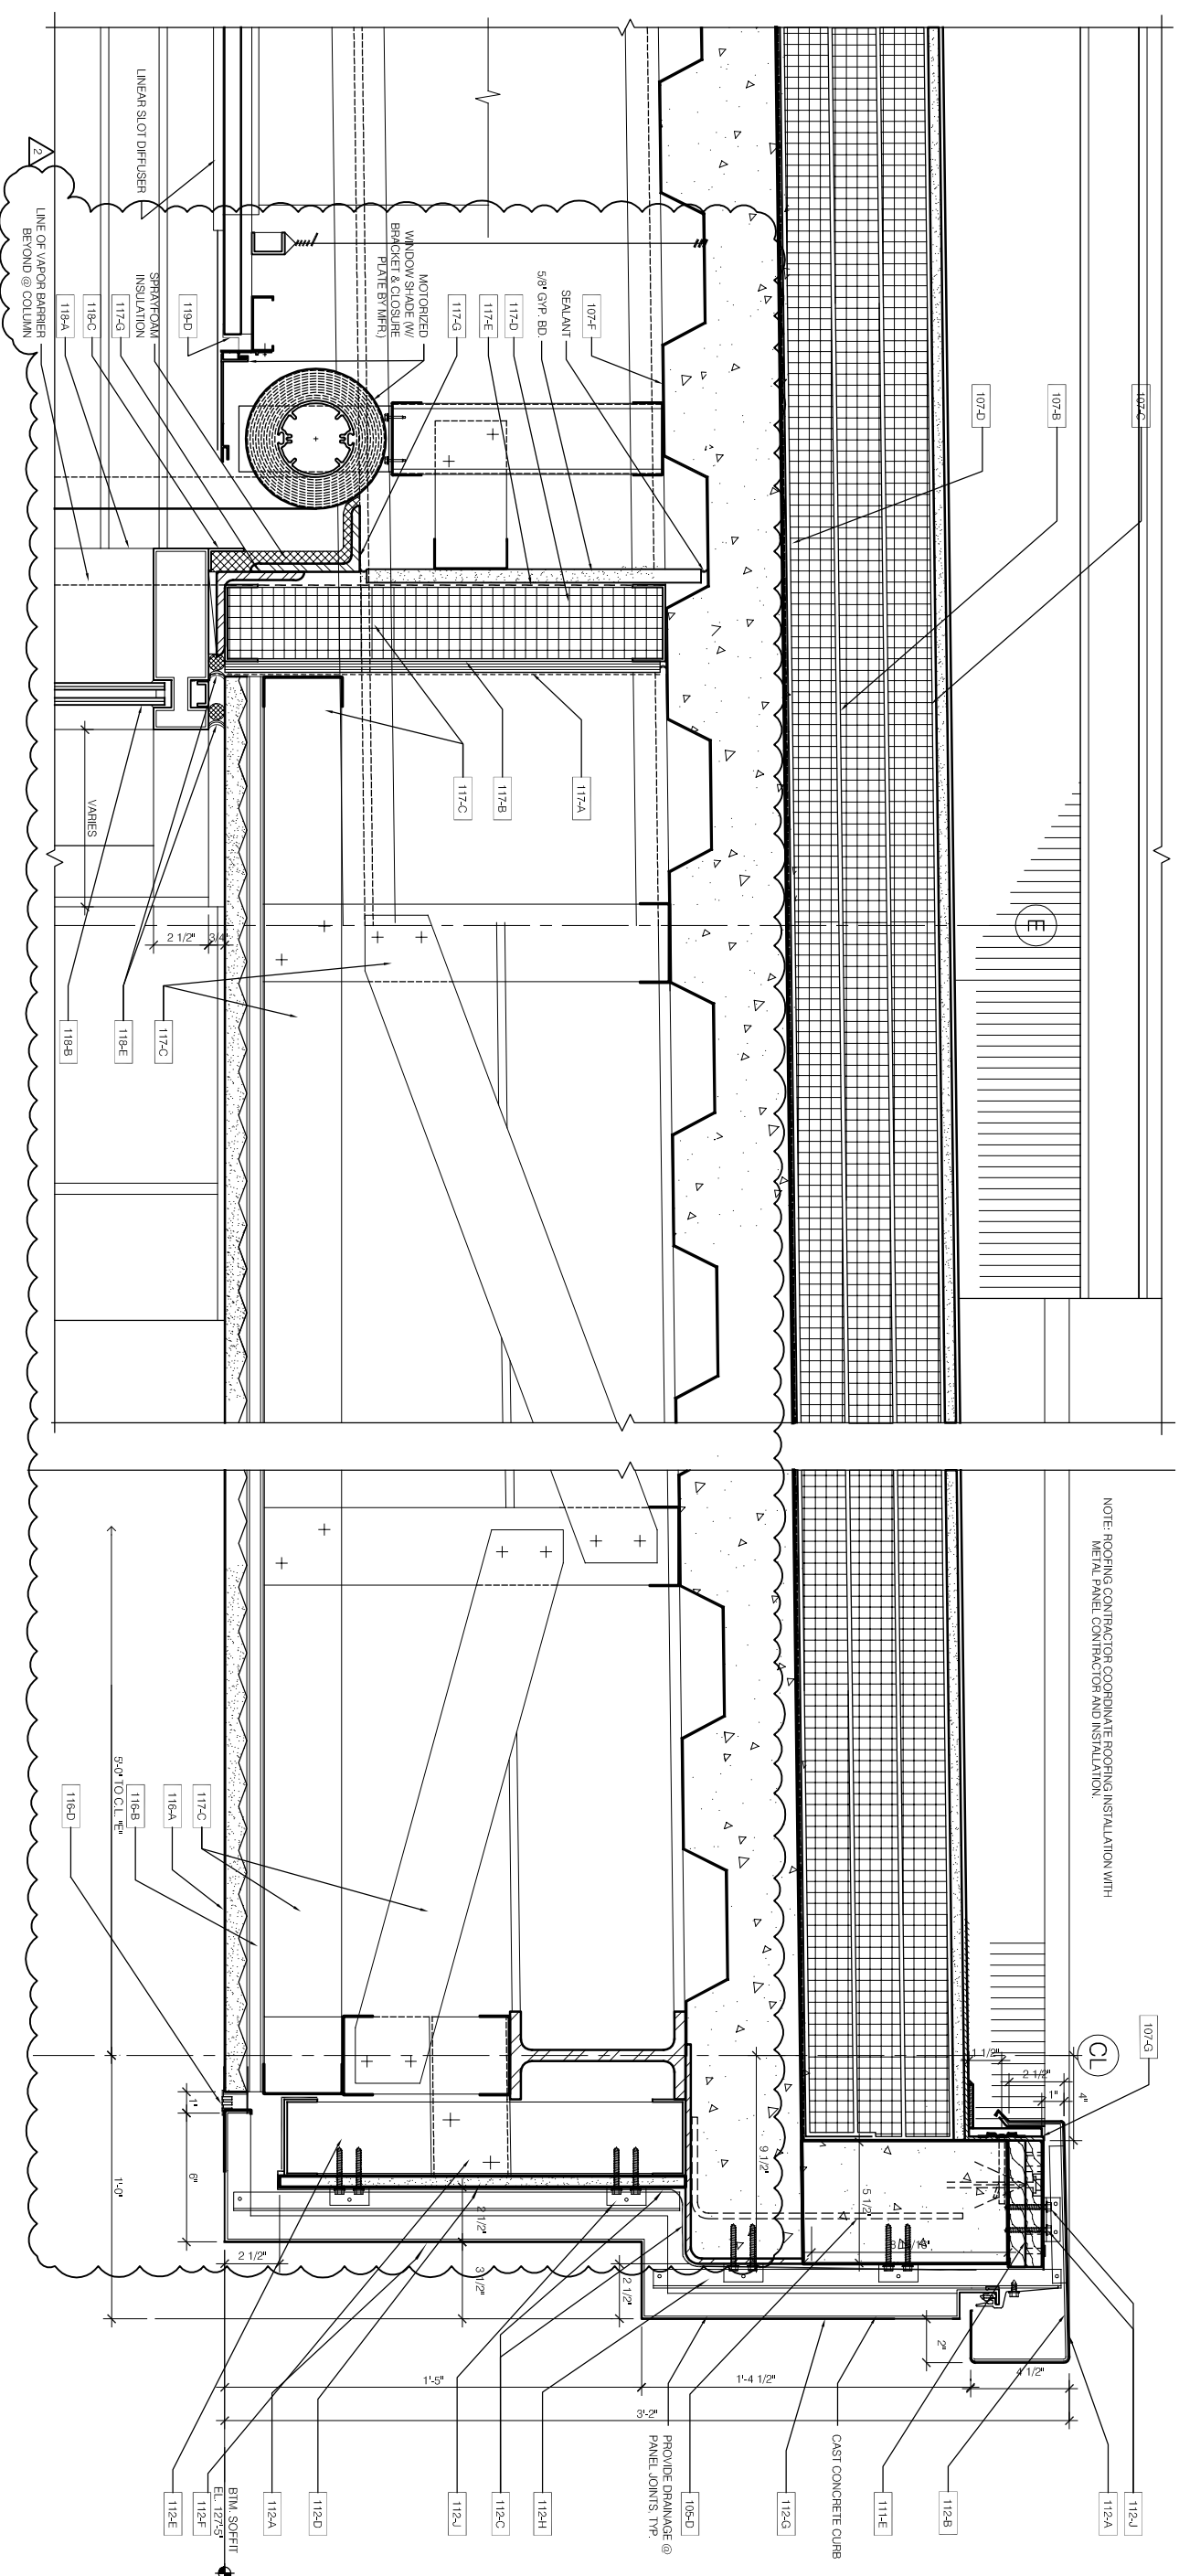 NOTE: ROOFING CONTRACTOR COORDINATE ROOFING INSTALLATION WITH
METAL PANEL CONTRACTOR AND INSTALLATION.
107-C
107-B
107-D
E
CL
107-G
1 1/2"
2 1/2"
1"
4"
107-F
SEALANT
5/8" GYP. BD.
117-D
117-E
117-G
MOTORIZED
WINDOW SHADE (W/
BRACKET & CLOSURE
PLATE BY MFR.)
119-D
SPRAYFOAM
INSULATION
117-G
118-C
118-A
LINE OF VAPOR BARRIER
BEYOND @ COLUMN
LINEAR SLOT DIFFUSER
2
117-A
117-B
117-C
VARIES
2 1/2"
3/4"
117-C
118-E
118-B
117-C
116-A
116-B
116-D
5'-0" TO C.L. "E"
1"
6"
1'-0"
9 1/2"
5 1/2"
2 1/2"
3 1/2"
2 1/2"
2 1/2"
2"
4 1/2"
1'-4 1/2"
1'-5"
3'-2"
112-J
112-A
112-B
111-E
CAST CONCRETE CURB
112-G
105-D
PROVIDE DRAINAGE @
PANEL JOINTS, TYP.
112-H
112-C
112-J
112-D
112-A
112-F
112-E
BTM. SOFFIT
EL. 127'-5"